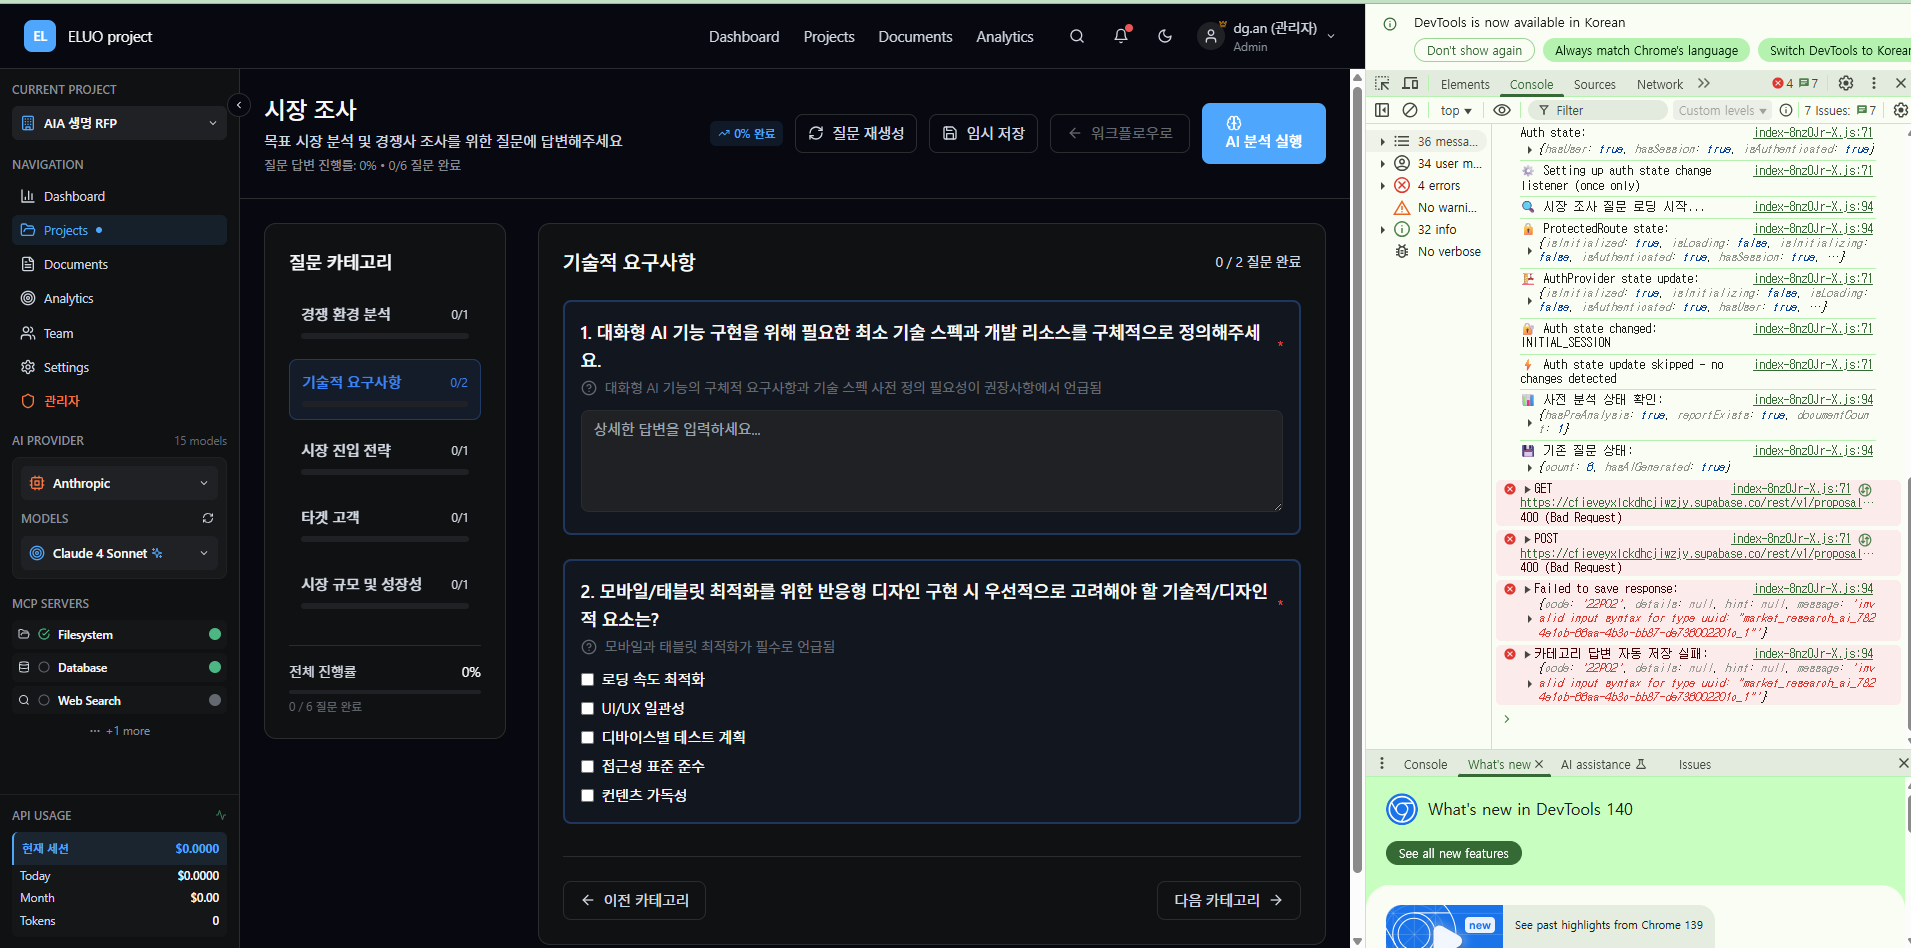 EL ELUO project
Dashboard Projects Documents Analytics
dg.an (관리자)
Admin
CURRENT PROJECT
AIA 생명 RFP
NAVIGATION
Dashboard
Projects
Documents
Analytics
Team
Settings
관리자
AI PROVIDER 15 models
Anthropic
MODELS
Claude 4 Sonnet
MCP SERVERS
Filesystem
Database
Web Search
··· +1 more
API USAGE
현재 세션 $0.0000
Today $0.0000
Month $0.00
Tokens 0
시장 조사
목표 시장 분석 및 경쟁사 조사를 위한 질문에 답변해주세요
질문 답변 진행률: 0% • 0/6 질문 완료
0% 완료
질문 재생성
임시 저장
워크플로우로
AI 분석 실행
질문 카테고리
경쟁 환경 분석 0/1
기술적 요구사항 0/2
시장 진입 전략 0/1
타겟 고객 0/1
시장 규모 및 성장성 0/1
전체 진행률 0%
0 / 6 질문 완료
기술적 요구사항 0 / 2 질문 완료
1. 대화형 AI 기능 구현을 위해 필요한 최소 기술 스펙과 개발 리소스를 구체적으로 정의해주세
요. *
대화형 AI 기능의 구체적 요구사항과 기술 스펙 사전 정의 필요성이 권장사항에서 언급됨
상세한 답변을 입력하세요...
2. 모바일/태블릿 최적화를 위한 반응형 디자인 구현 시 우선적으로 고려해야 할 기술적/디자인
적 요소는? *
모바일과 태블릿 최적화가 필수로 언급됨
로딩 속도 최적화
UI/UX 일관성
디바이스별 테스트 계획
접근성 표준 준수
컨텐츠 가독성
이전 카테고리
다음 카테고리
DevTools is now available in Korean
Don't show again Always match Chrome's language Switch DevTools to Korean
Elements Console Sources Network 4 7
top Filter Custom levels 7 Issues: 7
36 messa...
34 user m...
4 errors
No warni...
32 info
No verbose
Auth state: index-8nzOJr-X.js:71
{hasUser: true, hasSession: true, isAuthenticated: true}
Setting up auth state change index-8nzOJr-X.js:71
listener (once only)
시장 조사 질문 로딩 시작... index-8nzOJr-X.js:94
ProtectedRoute state: index-8nzOJr-X.js:94
{isInitialized: true, isLoading: false, isInitializing:
false, isAuthenticated: true, hasSession: true, …}
AuthProvider state update: index-8nzOJr-X.js:71
{isInitialized: true, isInitializing: false, isLoading:
false, isAuthenticated: true, hasUser: true, …}
Auth state changed: index-8nzOJr-X.js:71
INITIAL_SESSION
Auth state update skipped - no index-8nzOJr-X.js:71
changes detected
사전 분석 상태 확인: index-8nzOJr-X.js:94
{hasPreAnalysis: true, reportExists: true, documentCoun
t: 1}
기존 질문 상태: index-8nzOJr-X.js:94
{count: 6, hasAIGenerated: true}
GET index-8nzOJr-X.js:71
https://cfieveyxlckdhcjiwzjy.supabase.co/rest/v1/proposal…
400 (Bad Request)
POST index-8nzOJr-X.js:71
https://cfieveyxlckdhcjiwzjy.supabase.co/rest/v1/proposal…
400 (Bad Request)
Failed to save response: index-8nzOJr-X.js:94
{code: '22P02', details: null, hint: null, message: 'inv
alid input syntax for type uuid: "market_research_ai_782
카테고리 답변 자동 저장 실패: index-8nzOJr-X.js:94
{code: '22P02', details: null, hint: null, message: 'inv
alid input syntax for type uuid: "market_research_ai_782
Console What's new AI assistance Issues
What's new in DevTools 140
See all new features
new
See past highlights from Chrome 139